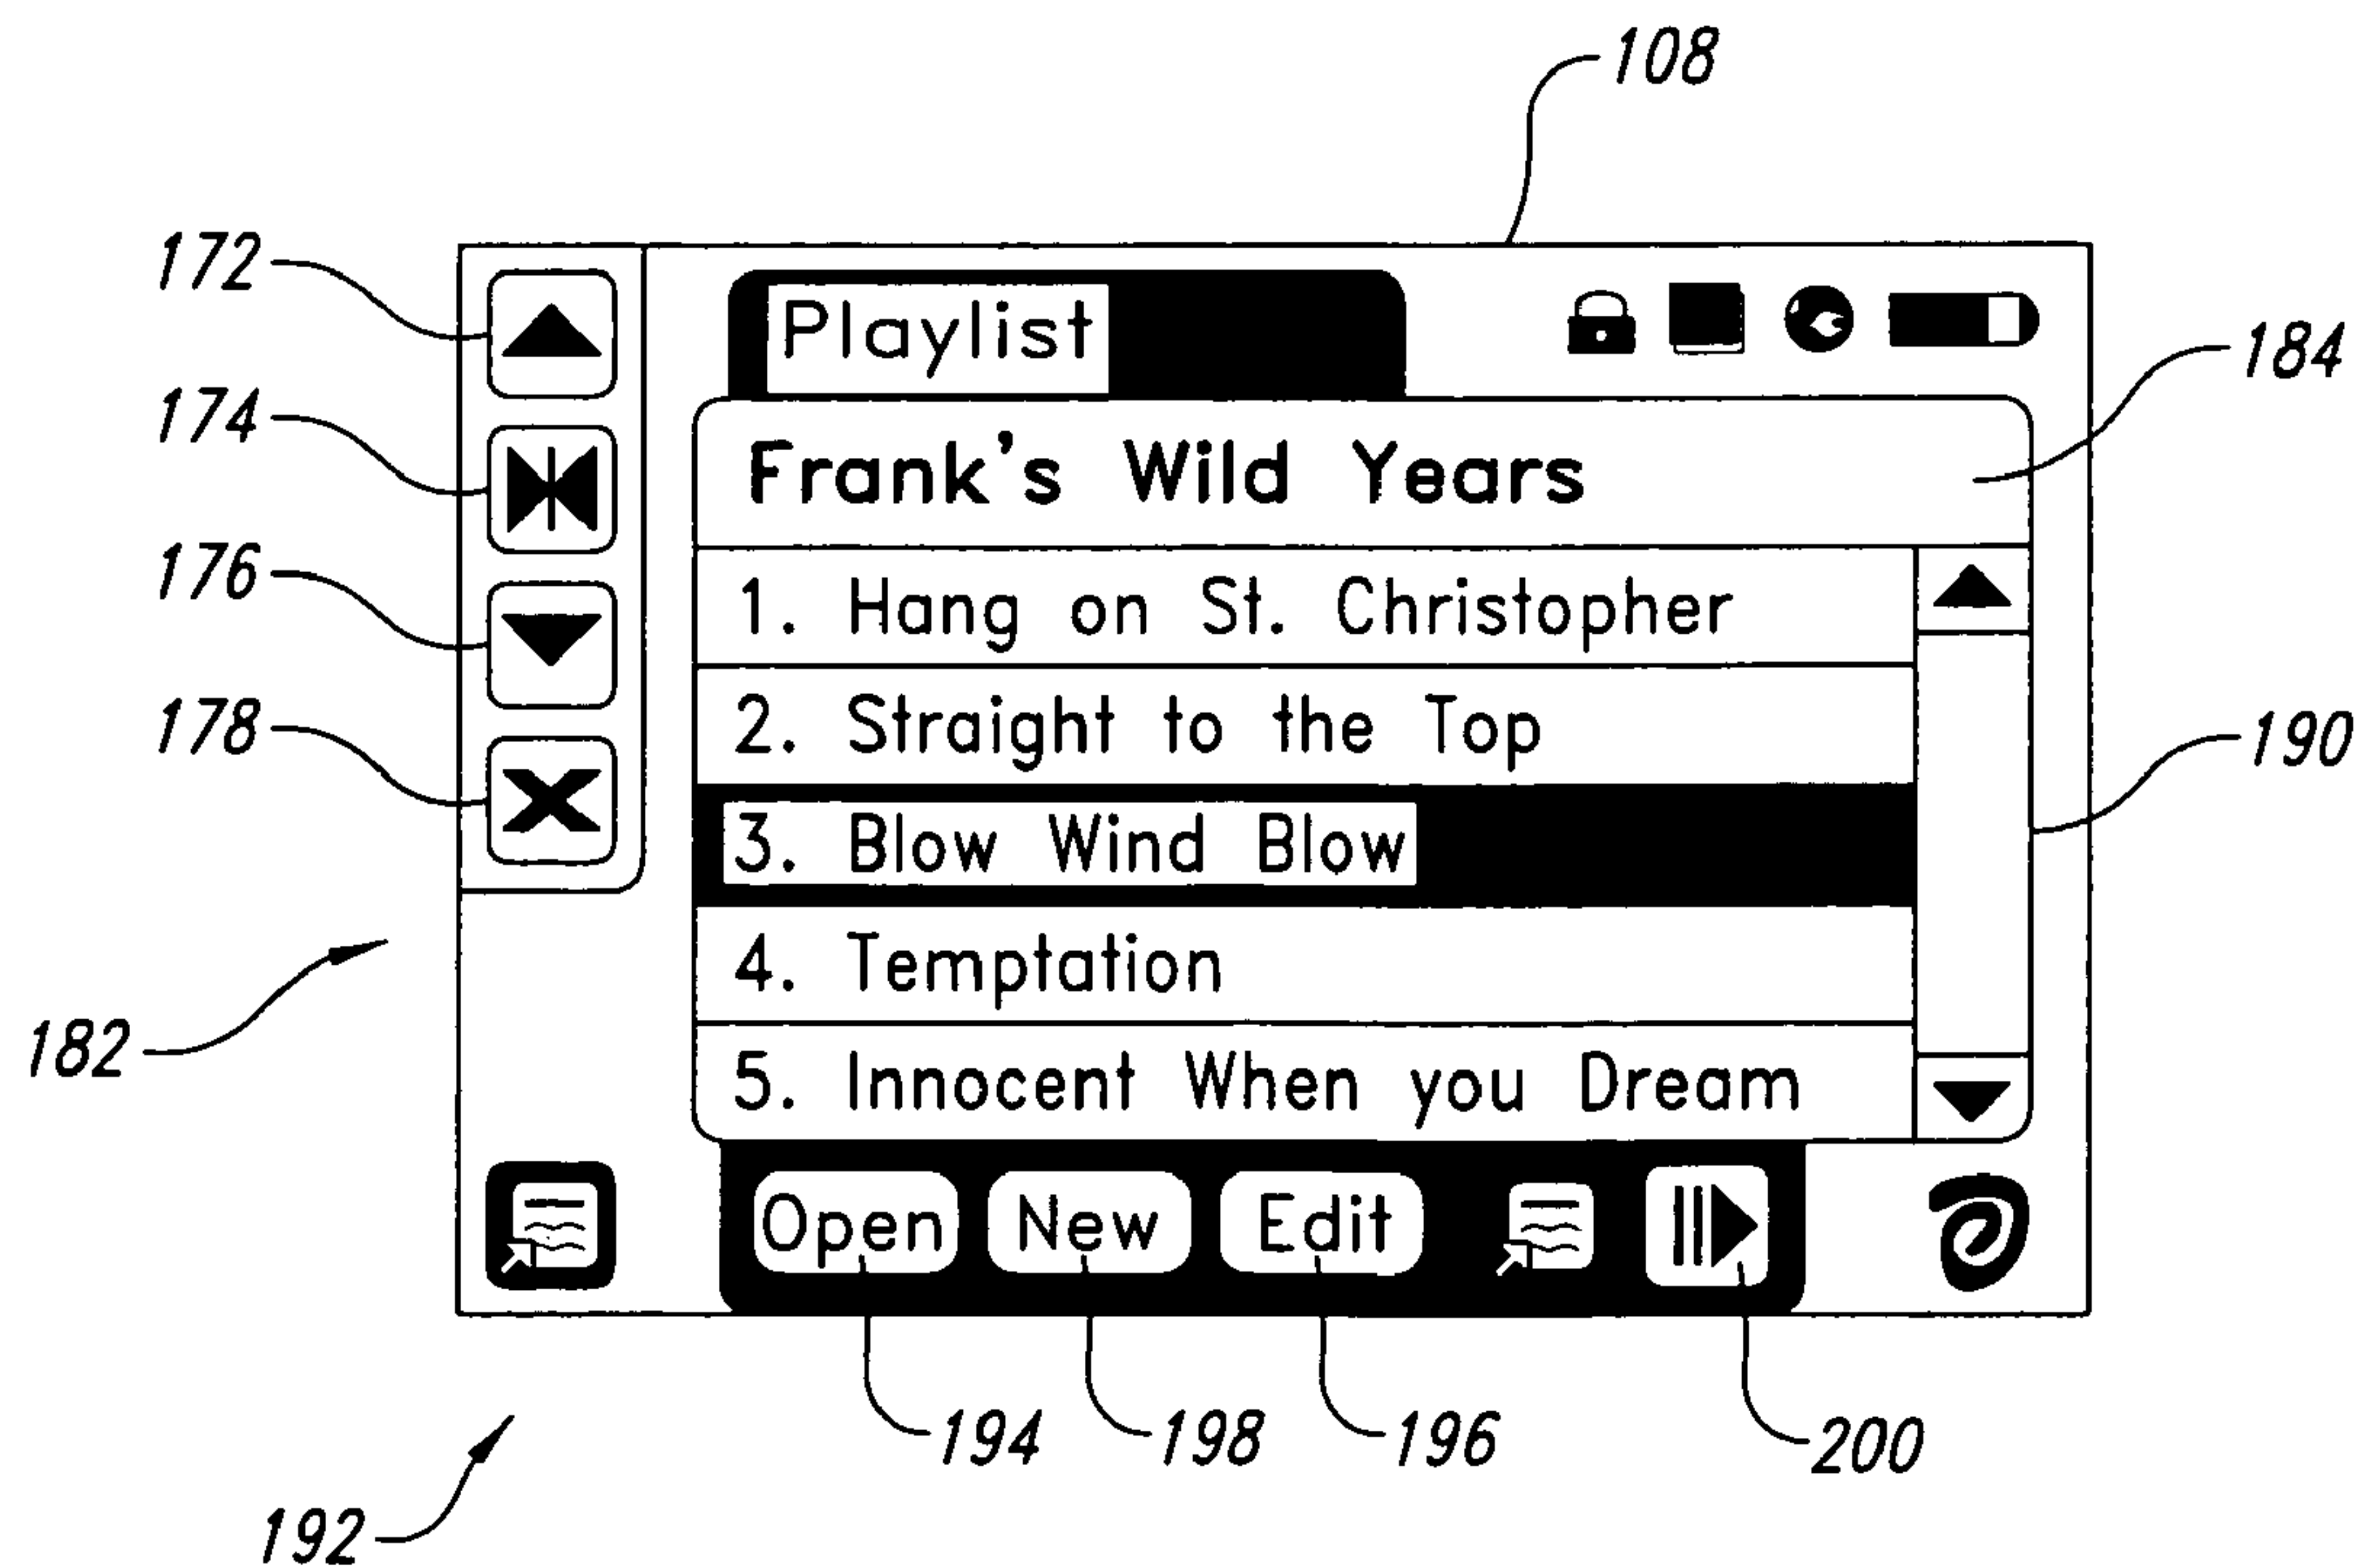 108
172
Playlist
184
174
Frank's Wild Years
176
1. Hang on St. Christopher
178
2. Straight to the Top
190
3. Blow Wind Blow
4. Temptation
182
5. Innocent When you Dream
Open New Edit
194 198 196 200
192